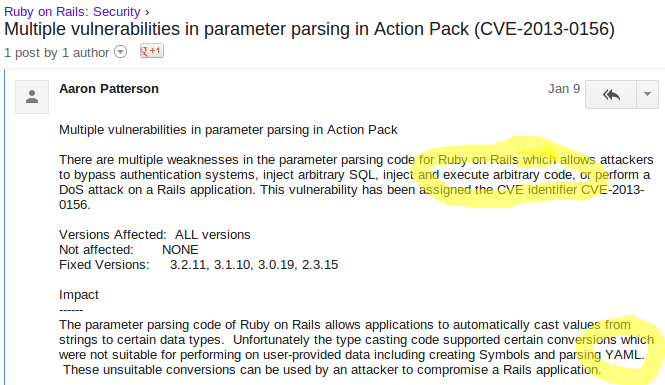 Ruby on Rails: Security ›
Multiple vulnerabilities in parameter parsing in Action Pack (CVE-2013-0156)
1 post by 1 author
+1
Aaron Patterson
Jan 9
Multiple vulnerabilities in parameter parsing in Action Pack
There are multiple weaknesses in the parameter parsing code for Ruby on Rails which allows attackers
to bypass authentication systems, inject arbitrary SQL, inject and execute arbitrary code, or perform a
DoS attack on a Rails application. This vulnerability has been assigned the CVE identifier CVE-2013-
0156.
Versions Affected:  ALL versions
Not affected:       NONE
Fixed Versions:     3.2.11, 3.1.10, 3.0.19, 2.3.15
Impact
------
The parameter parsing code of Ruby on Rails allows applications to automatically cast values from
strings to certain data types.  Unfortunately the type casting code supported certain conversions which
were not suitable for performing on user-provided data including creating Symbols and parsing YAML.
These unsuitable conversions can be used by an attacker to compromise a Rails application.